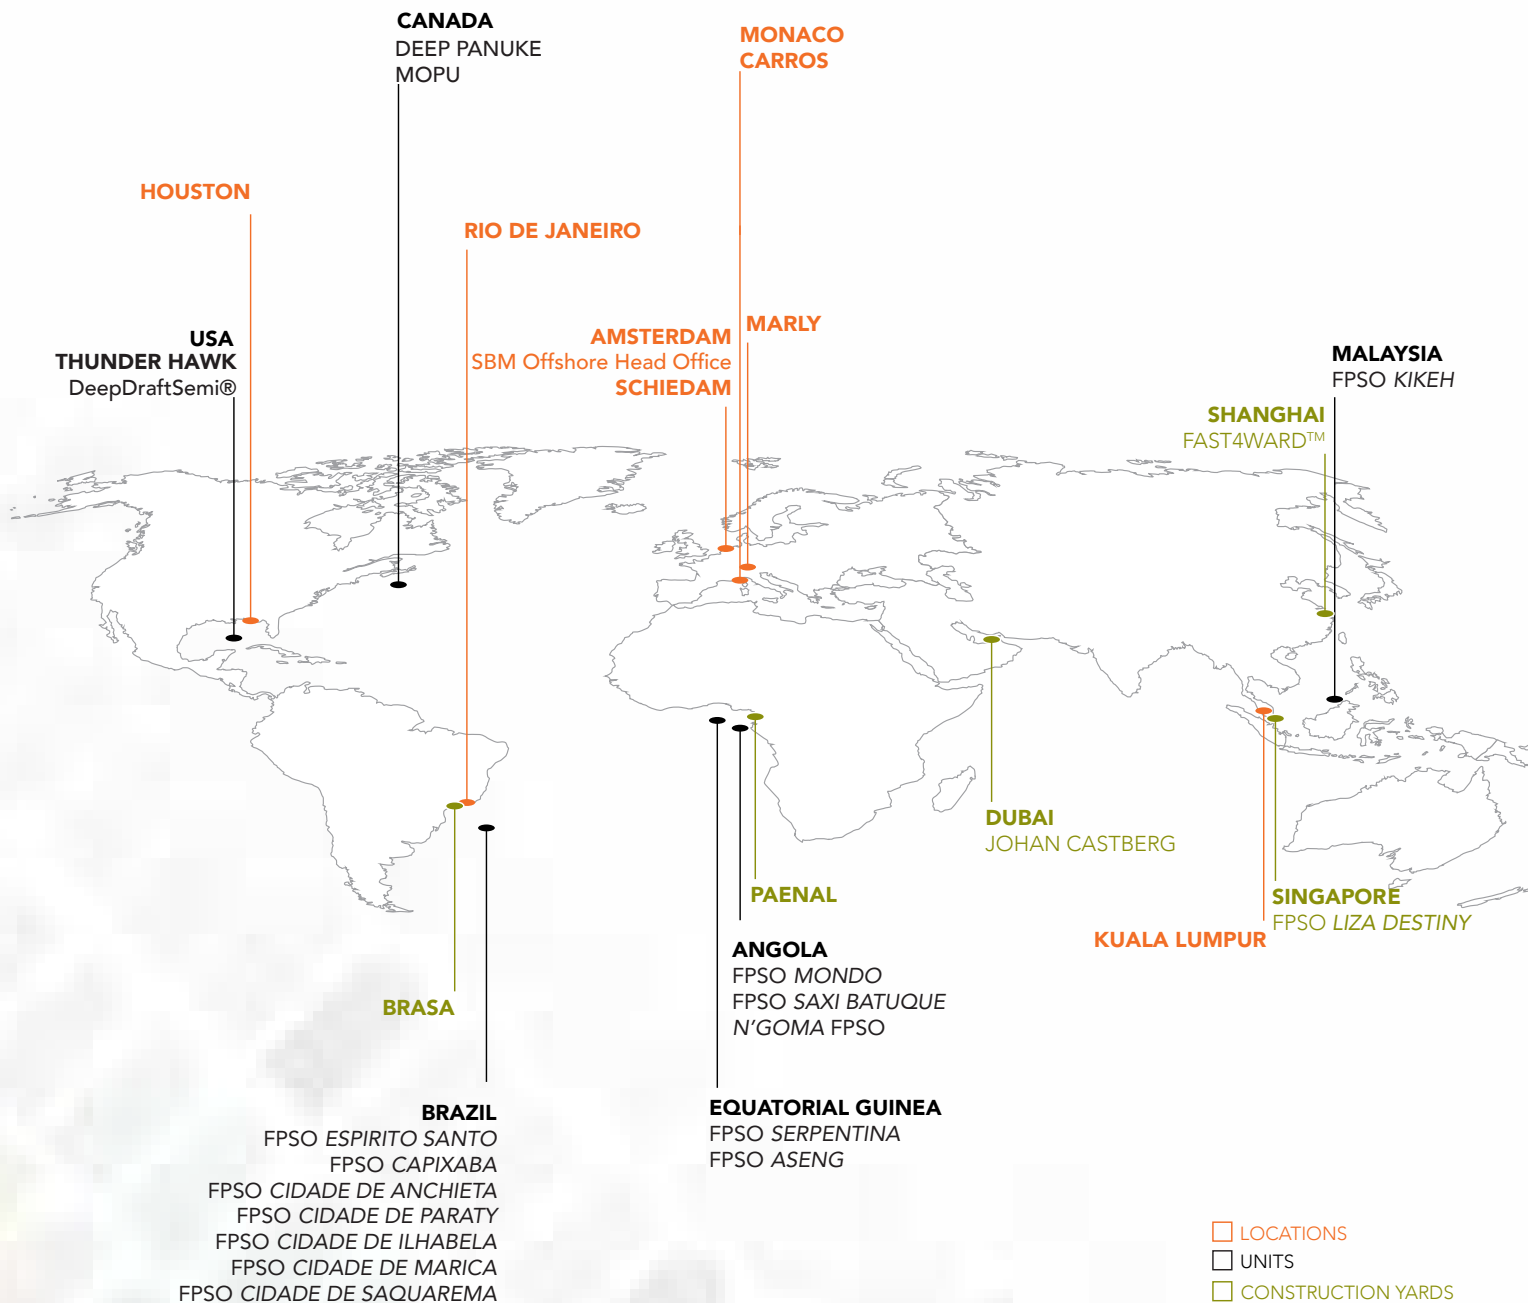 CANADA
DEEP PANUKE
MOPU
MONACO
CARROS
HOUSTON
RIO DE JANEIRO
USA
THUNDER HAWK
DeepDraftSemi®
AMSTERDAM
SBM Offshore Head Office
SCHIEDAM
MARLY
MALAYSIA
FPSO KIKEH
SHANGHAI
FAST4WARD™
DUBAI
JOHAN CASTBERG
PAENAL
SINGAPORE
FPSO LIZA DESTINY
KUALA LUMPUR
ANGOLA
FPSO MONDO
FPSO SAXI BATUQUE
N'GOMA FPSO
BRASA
BRAZIL
FPSO ESPIRITO SANTO
FPSO CAPIXABA
FPSO CIDADE DE ANCHIETA
FPSO CIDADE DE PARATY
FPSO CIDADE DE ILHABELA
FPSO CIDADE DE MARICA
FPSO CIDADE DE SAQUAREMA
EQUATORIAL GUINEA
FPSO SERPENTINA
FPSO ASENG
LOCATIONS
UNITS
CONSTRUCTION YARDS